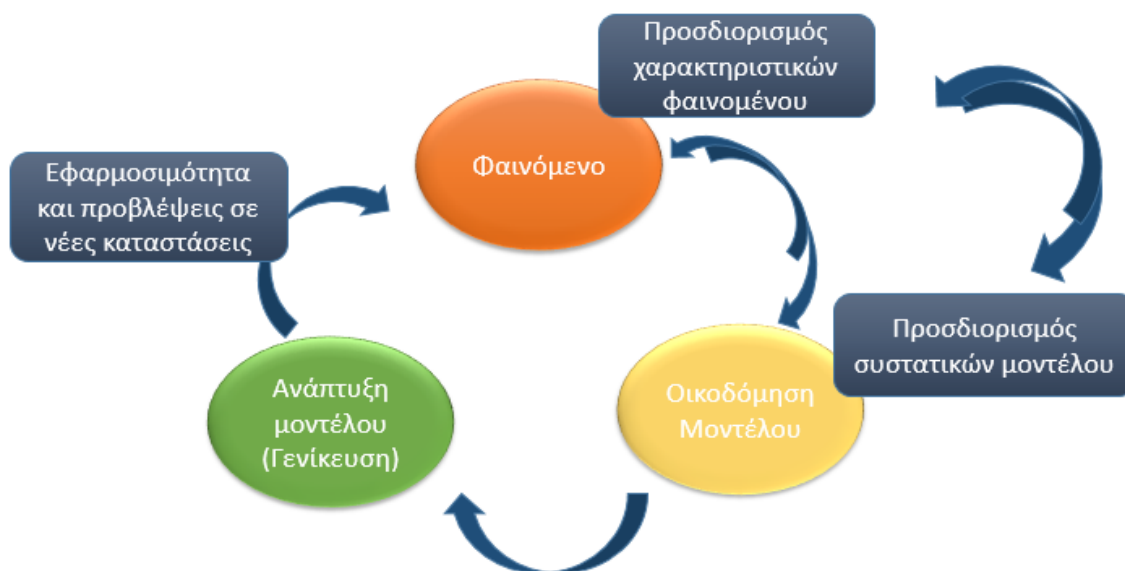 Προσδιορισμός
χαρακτηριστικών
φαινομένου
Φαινόμενο
Εφαρμοσιμότητα
και προβλέψεις σε
νέες καταστάσεις
Προσδιορισμός
συστατικών μοντέλου
Οικοδόμηση
Μοντέλου
Ανάπτυξη
μοντέλου
(Γενίκευση)